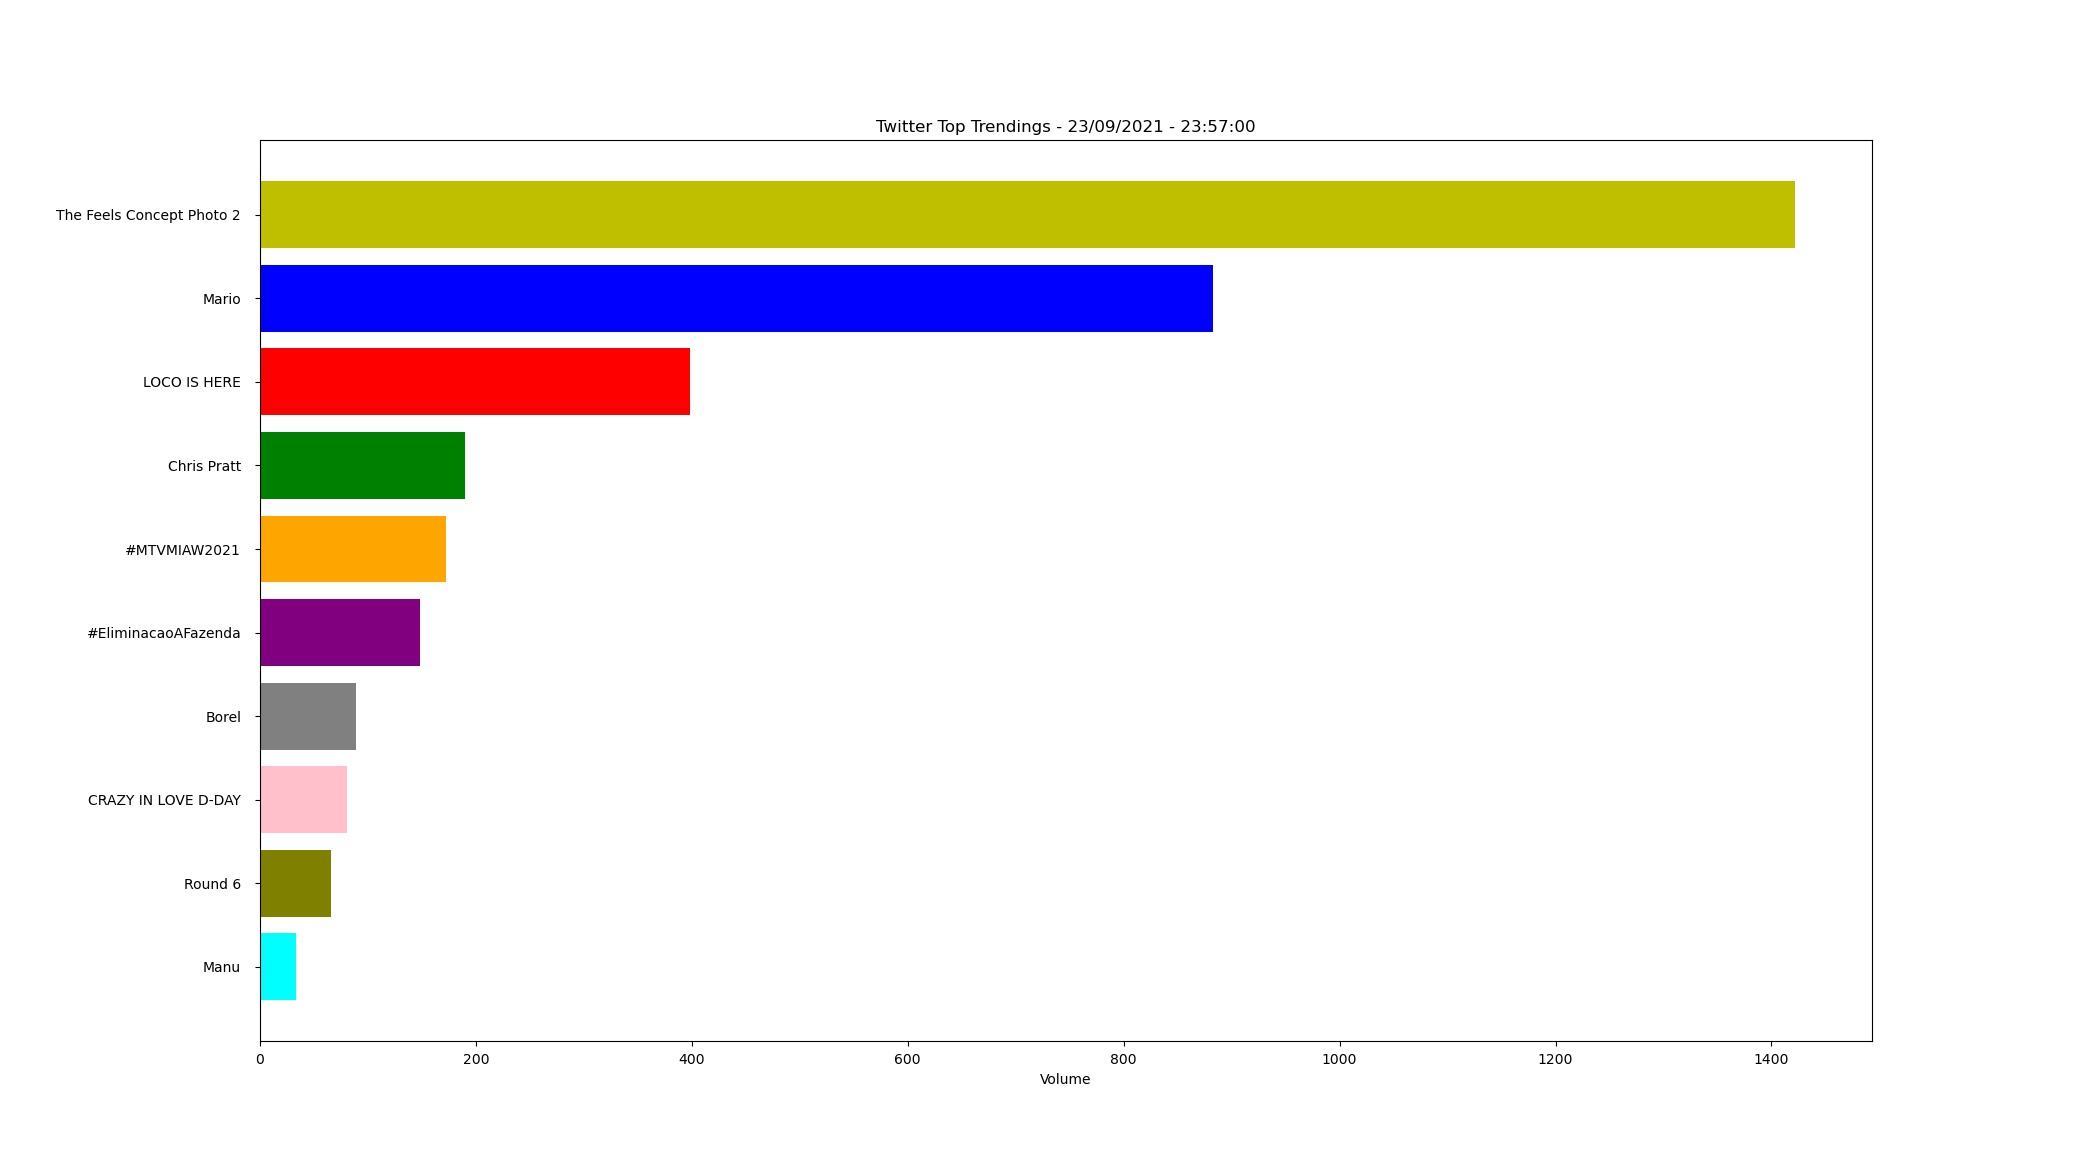 Twitter Top Trendings - 23/09/2021 - 23:57:00
The Feels Concept Photo 2
Mario
LOCO IS HERE
Chris Pratt
#MTVMIAW2021
#EliminacaoAFazenda
Borel
CRAZY IN LOVE D-DAY
Round 6
Manu
0 200 400 600 800 1000 1200 1400
Volume